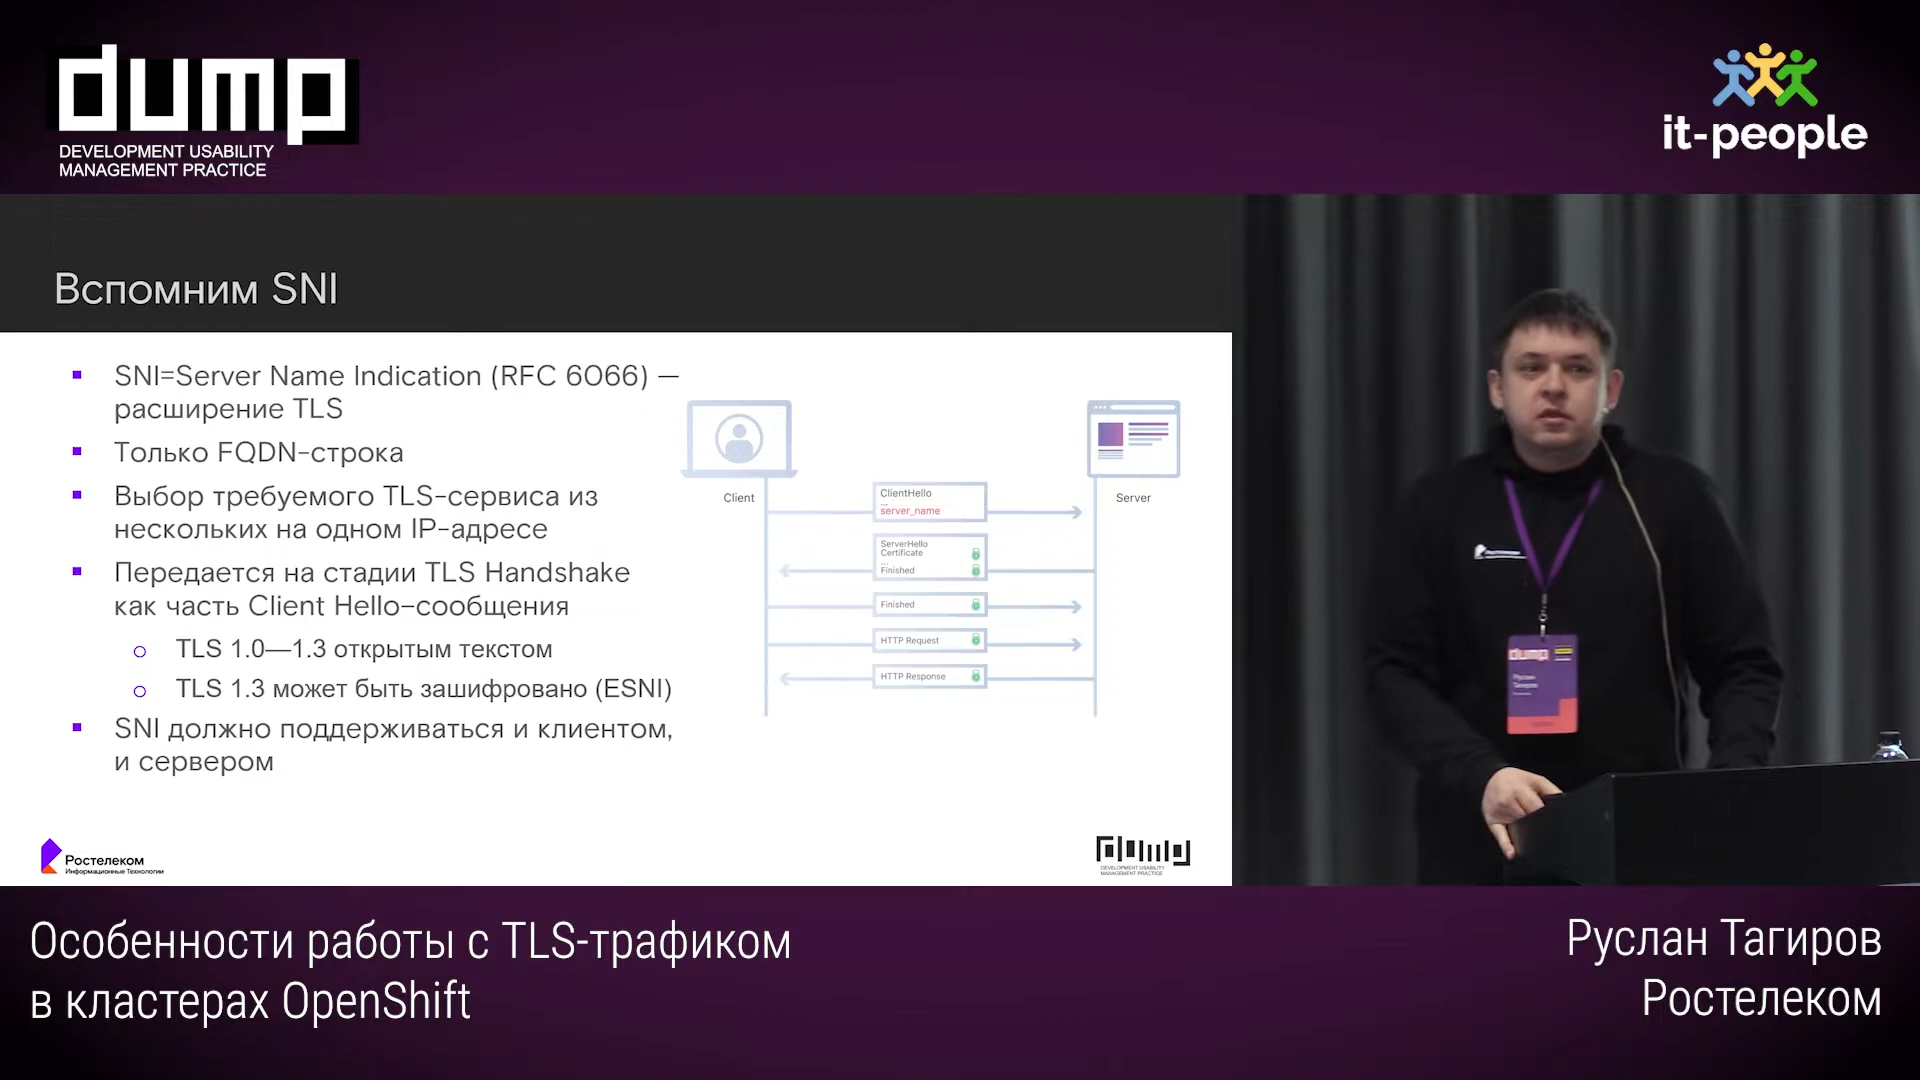 dump
DEVELOPMENT USABILITY
MANAGEMENT PRACTICE
it-people
Вспомним SNI
SNI=Server Name Indication (RFC 6066) —
расширение TLS
Только FQDN-строка
Выбор требуемого TLS-сервиса из
нескольких на одном IP-адресе
Передается на стадии TLS Handshake
как часть Client Hello-сообщения
TLS 1.0—1.3 открытым текстом
TLS 1.3 может быть зашифровано (ESNI)
SNI должно поддерживаться и клиентом,
и сервером
Client
Server
ClientHello
...
server_name
ServerHello
Certificate
...
Finished
Finished
HTTP Request
HTTP Response
Ростелеком
Информационные Технологии
dump
DEVELOPMENT USABILITY
MANAGEMENT PRACTICE
Ростелеком
dump
Руслан
Тагиров
Особенности работы с TLS-трафиком
в кластерах OpenShift
Руслан Тагиров
Ростелеком